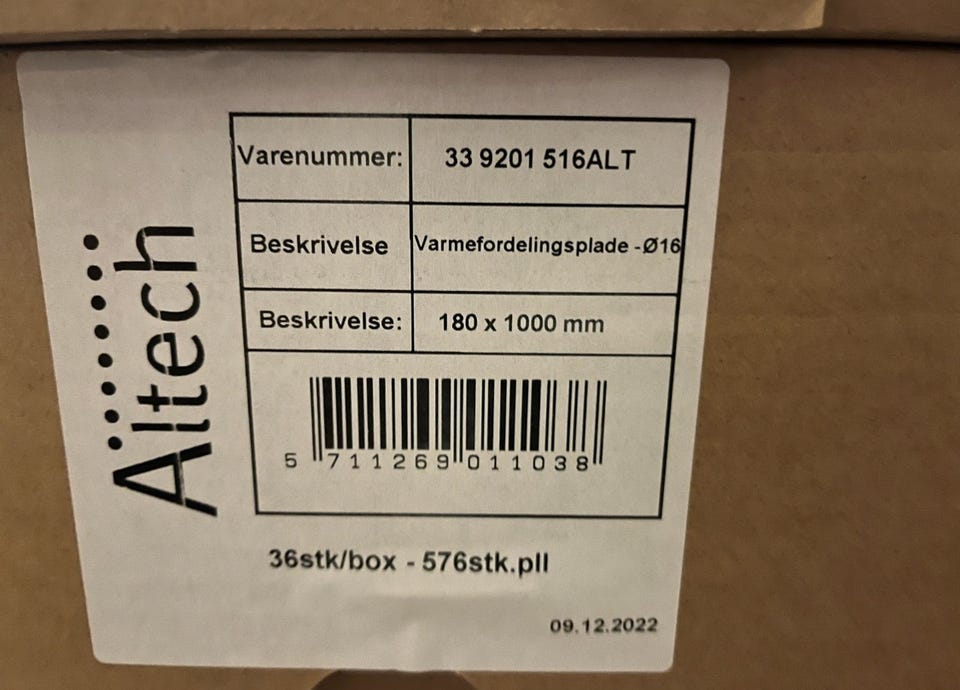 Altech
Varenummer: 33 9201 516ALT
Beskrivelse Varmefordelingsplade -Ø16
Beskrivelse: 180 x 1000 mm
5 711269 011038
36stk/box - 576stk.pll
09.12.2022